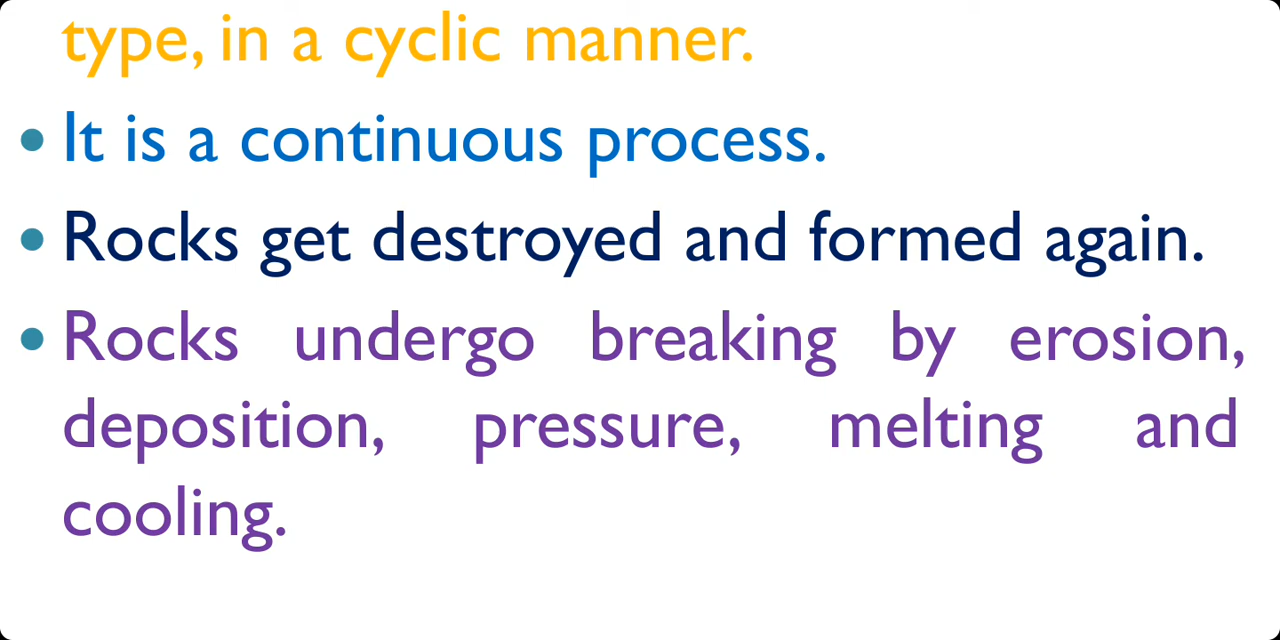 type, in a cyclic manner.
• It is a continuous process.
• Rocks get destroyed and formed again.
• Rocks undergo breaking by erosion,
deposition, pressure, melting and
cooling.